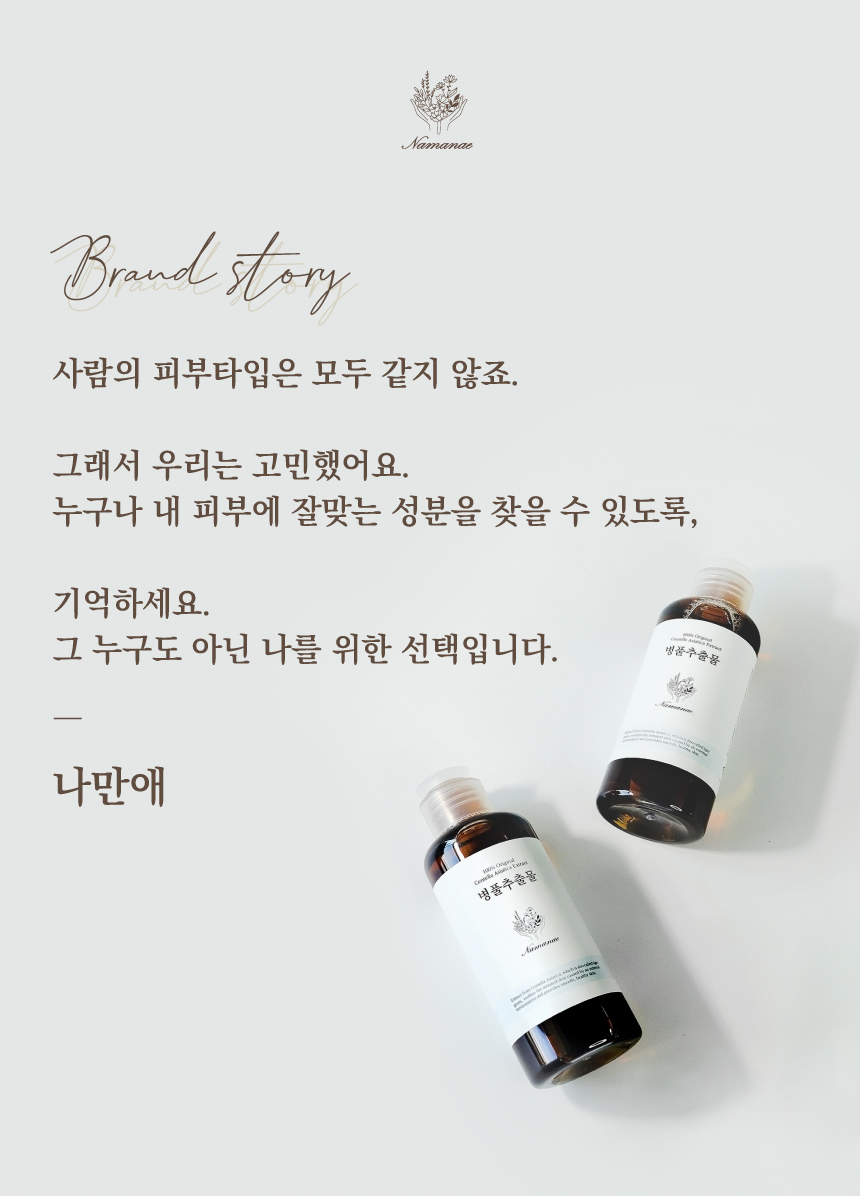 Namanae
Brand story
사람의 피부타입은 모두 같지 않죠.
그래서 우리는 고민했어요.
누구나 내 피부에 잘맞는 성분을 찾을 수 있도록,
기억하세요.
그 누구도 아닌 나를 위한 선택입니다.
나만애
100% Original
Centella Asiatica Extract
병풀추출물
Namanae
100% Original
Centella Asiatica Extract
병풀추출물
Namanae